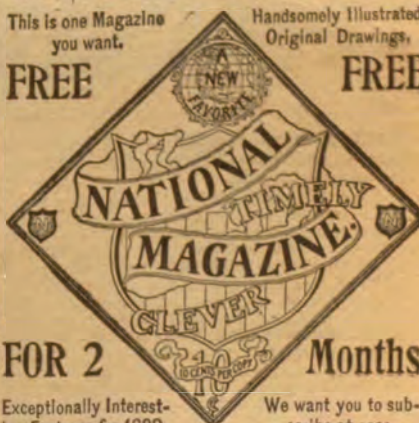 This is one Magazine
you want.
FREE
Handsomely Illustrated
Original Drawings,
FREE
A
NEW
FAVORITE
NATIONAL
TIMELY
MAGAZINE.
CLEVER
10 CENTS PER COPY
10
FOR 2
Months
Exceptionally Interest-
We want you to sub-